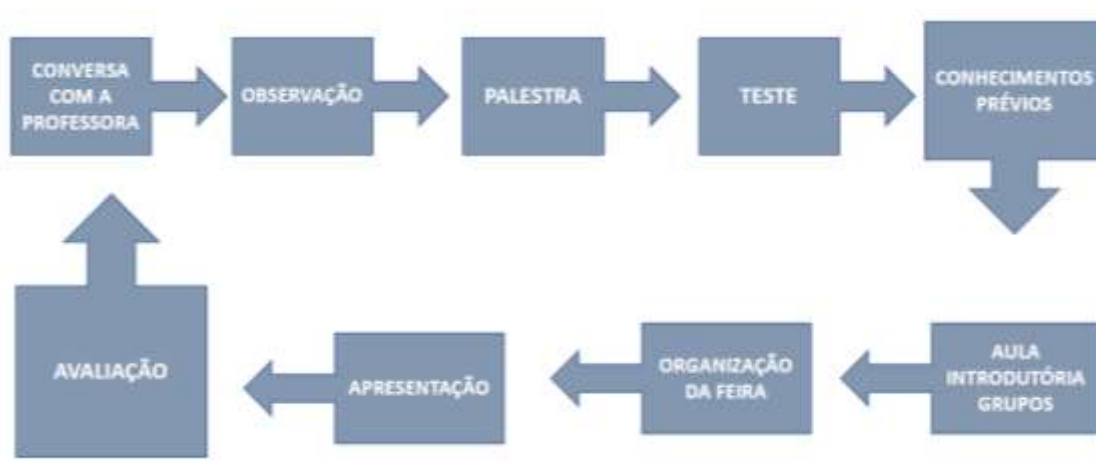 CONVERSA
COM A
PROFESSORA
OBSERVAÇÃO
PALESTRA
TESTE
CONHECIMENTOS
PRÉVIOS
AULA
INTRODUTÓRIA
GRUPOS
ORGANIZAÇÃO
DA FEIRA
APRESENTAÇÃO
AVALIAÇÃO